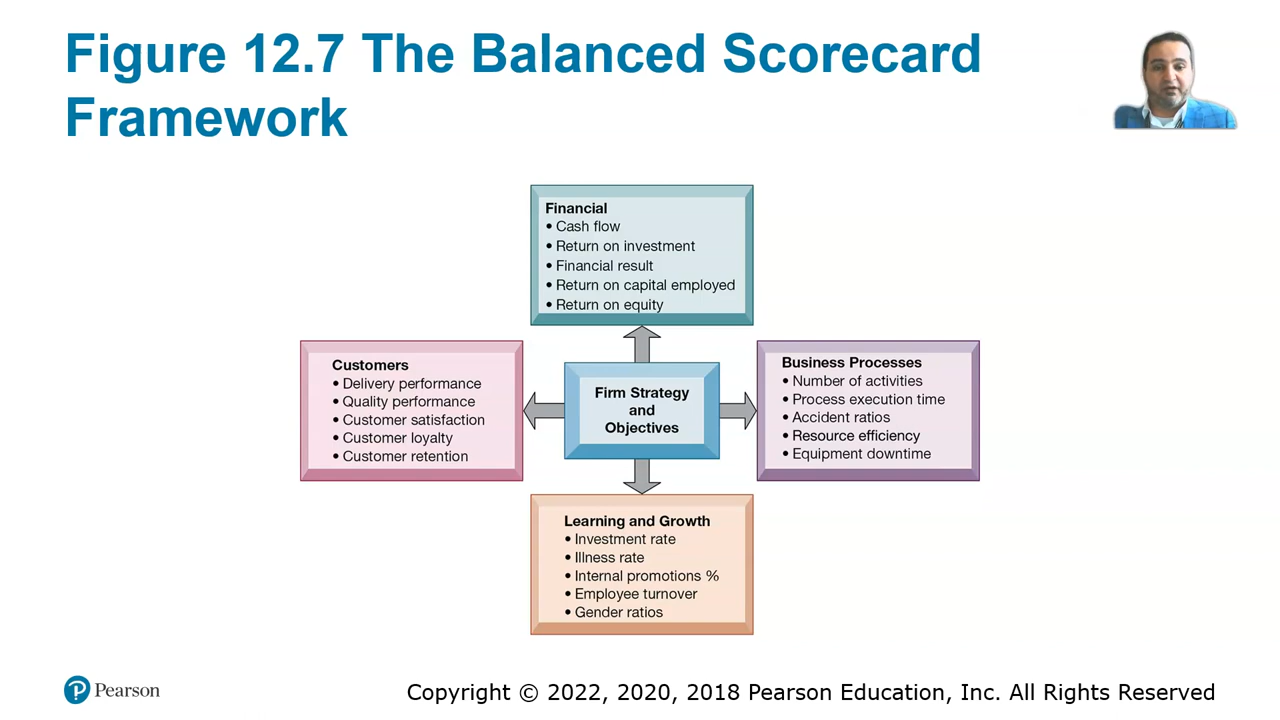 Figure 12.7 The Balanced Scorecard
Framework
Financial
• Cash flow
• Return on investment
• Financial result
• Return on capital employed
• Return on equity
Customers
• Delivery performance
• Quality performance
• Customer satisfaction
• Customer loyalty
• Customer retention
Firm Strategy
and
Objectives
Business Processes
• Number of activities
• Process execution time
• Accident ratios
• Resource efficiency
• Equipment downtime
Learning and Growth
• Investment rate
• Illness rate
• Internal promotions %
• Employee turnover
• Gender ratios
P Pearson
Copyright © 2022, 2020, 2018 Pearson Education, Inc. All Rights Reserved